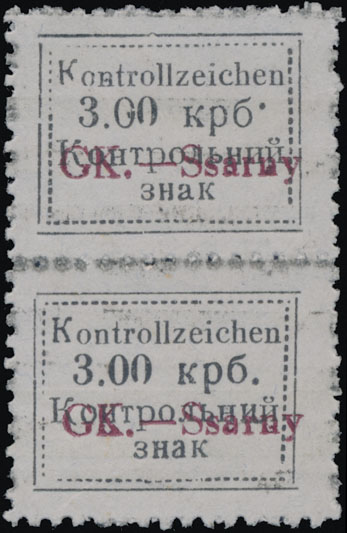 Kontrollzeichen
3.00 крб.
Контрольний
GK.—Ssarny
знак
Kontrollzeichen
3.00 крб.
Контрольний
GK.—Ssarny
знак